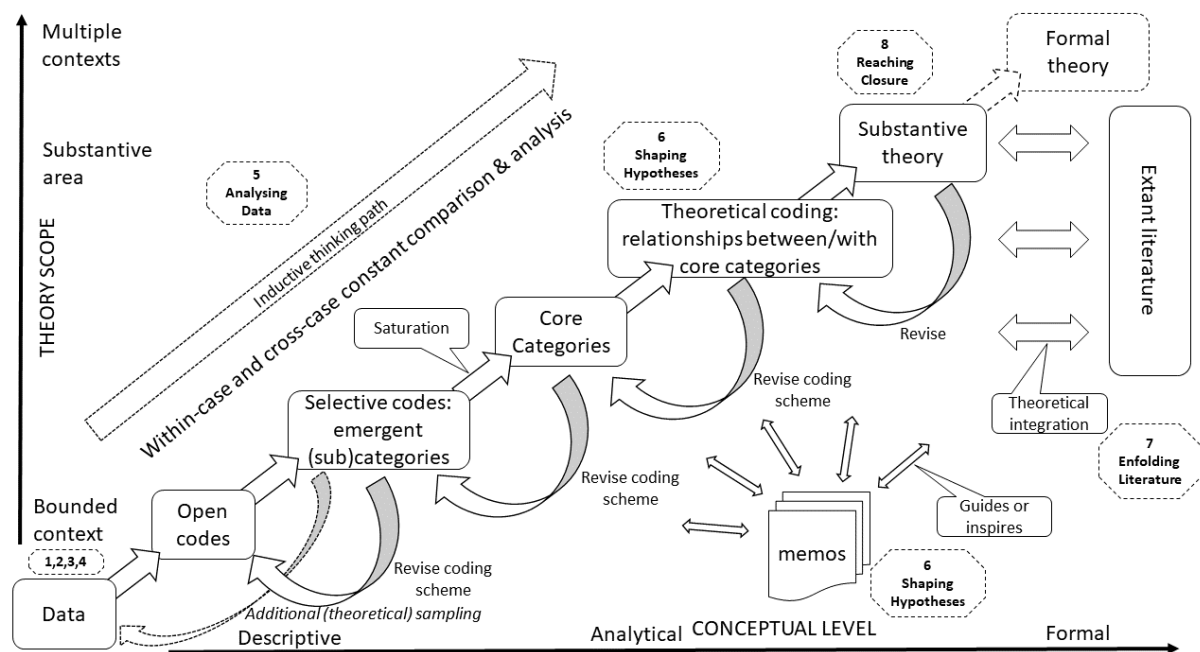 Multiple
contexts
Substantive
area
THEORY SCOPE
Bounded
context
1,2,3,4
Data
Open
codes
Selective codes:
emergent
(sub)categories
Saturation
Core
Categories
Theoretical coding:
relationships between/with
core categories
Substantive
theory
Formal
theory
5
Analysing
Data
Inductive thinking path
Within-case and cross-case constant comparison & analysis
6
Shaping
Hypotheses
8
Reaching
Closure
Extant literature
Revise
Revise coding
scheme
Revise coding
scheme
Revise coding
scheme
Additional (theoretical) sampling
Theoretical
integration
7
Enfolding
Literature
Guides or
inspires
memos
6
Shaping
Hypotheses
Descriptive
Analytical
CONCEPTUAL LEVEL
Formal